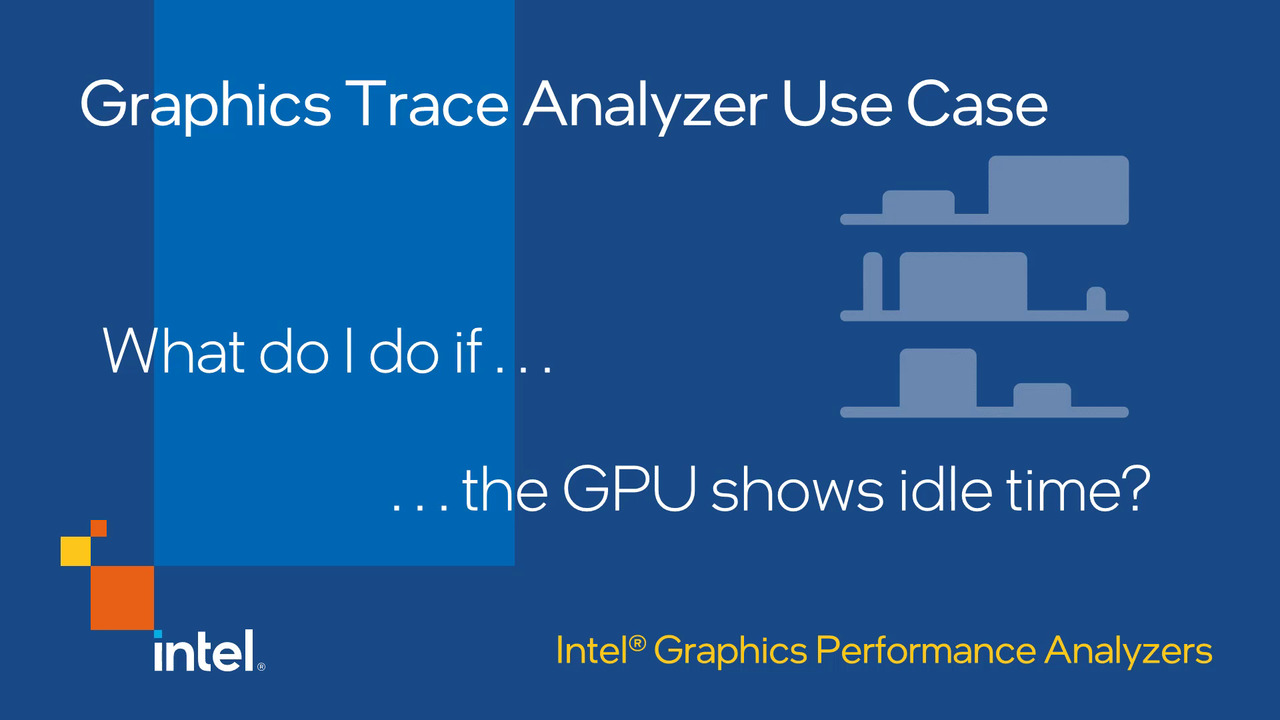 Graphics Trace Analyzer Use Case
What do I do if . . .
. . . the GPU shows idle time?
intel®
Intel® Graphics Performance Analyzers